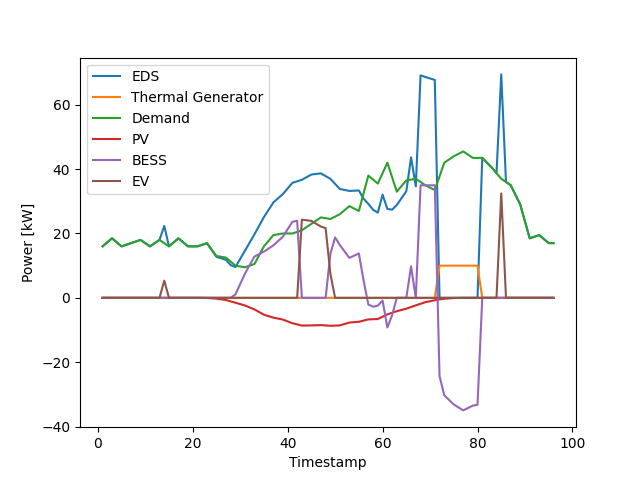 EDS
Thermal Generator
Demand
PV
BESS
EV
60
40
20
0
−20
−40
Power [kW]
0 20 40 60 80 100
Timestamp